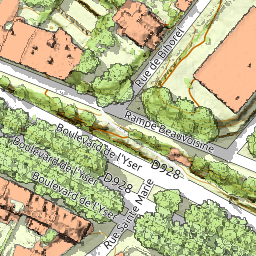 Rue de Bihorel
Rampe Beauvoisine
Boulevard de l'Yser
D928
Boulevard de l'Yser
D928
Boulevard de l'Yser
Rue Sainte Marie